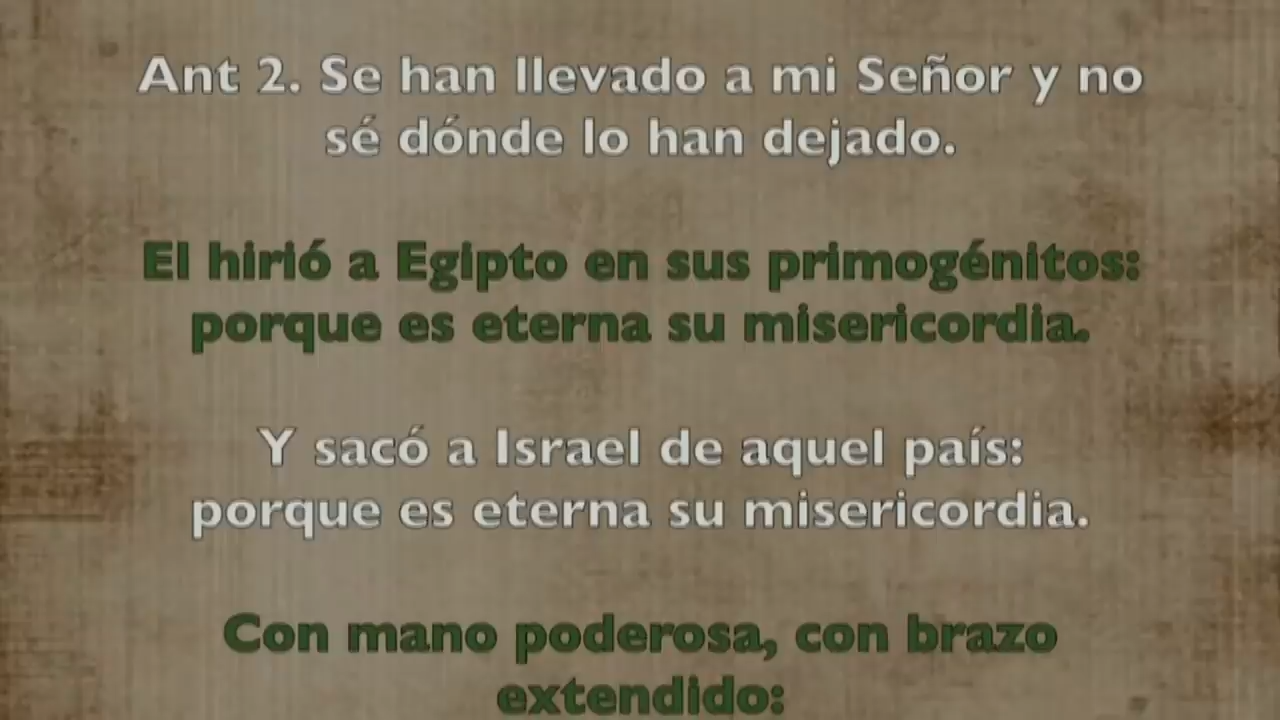 Ant 2. Se han llevado a mi Señor y no
sé dónde lo han dejado.
El hirió a Egipto en sus primogénitos:
porque es eterna su misericordia.
Y sacó a Israel de aquel país:
porque es eterna su misericordia.
Con mano poderosa, con brazo
extendido: